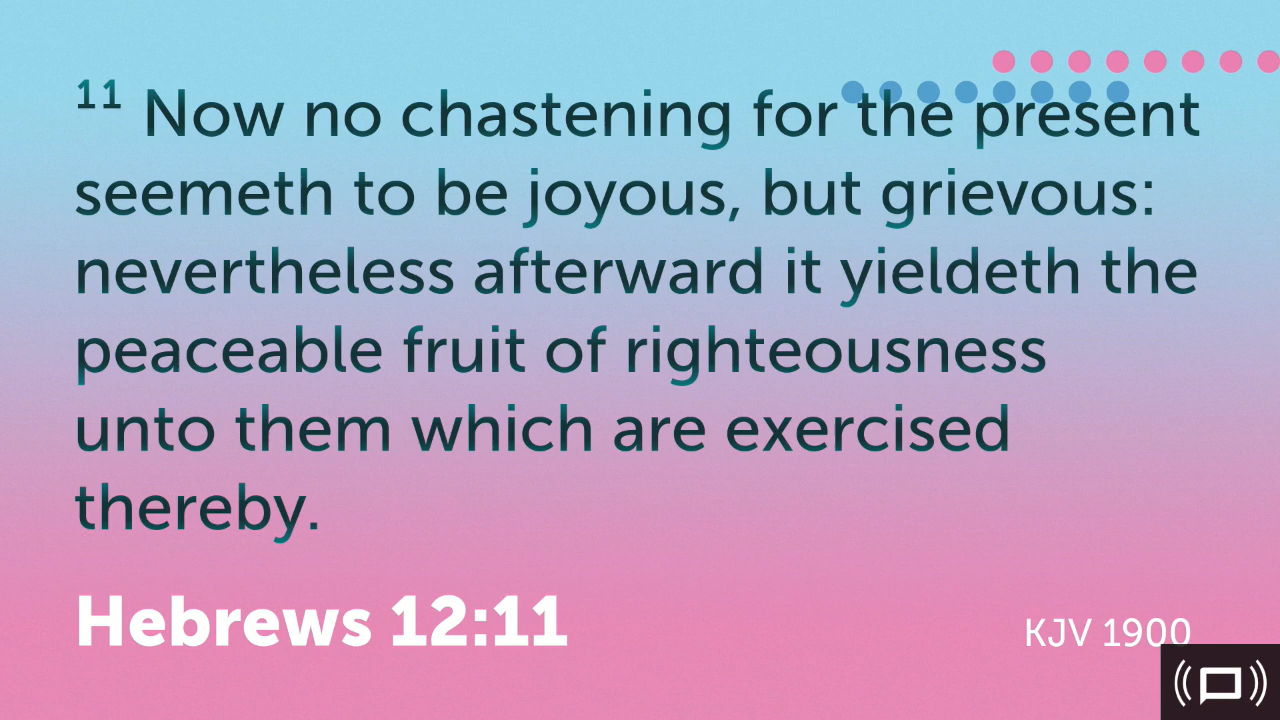 11 Now no chastening for the present
seemeth to be joyous, but grievous:
nevertheless afterward it yieldeth the
peaceable fruit of righteousness
unto them which are exercised
thereby.
Hebrews 12:11
KJV 1900